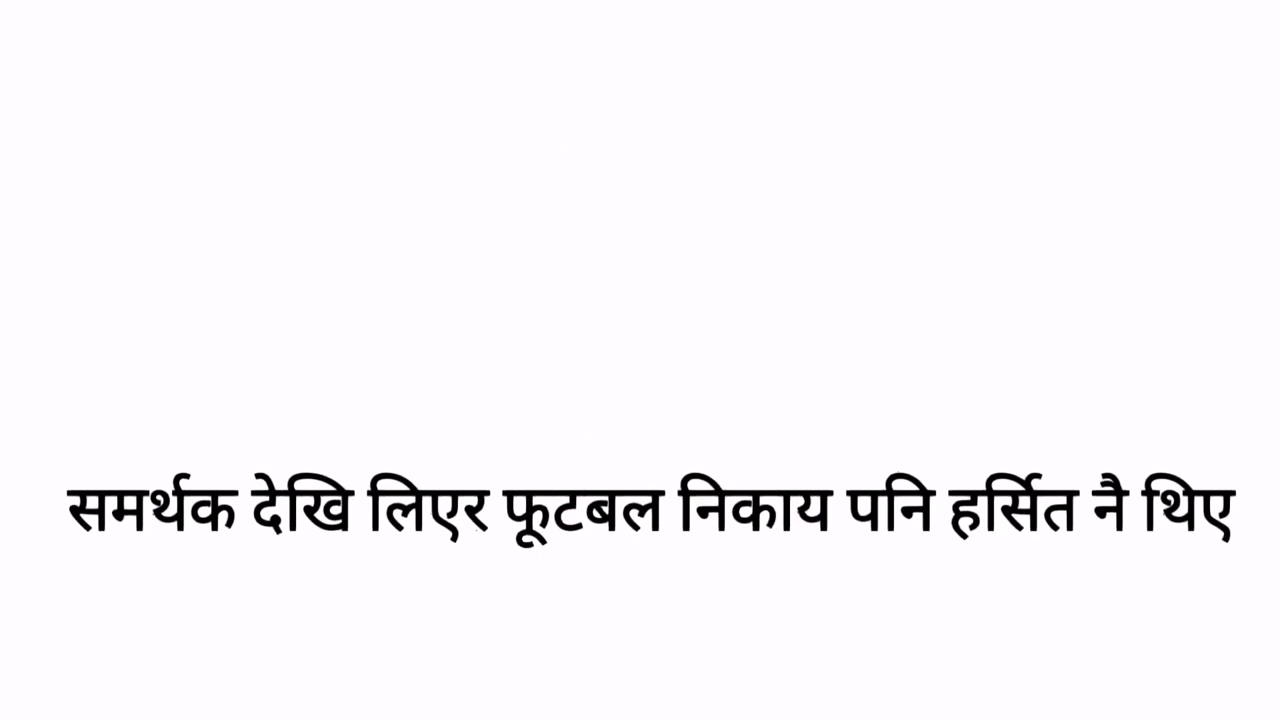 समर्थक देखि लिएर फूटबल निकाय पनि हर्सित नै थिए